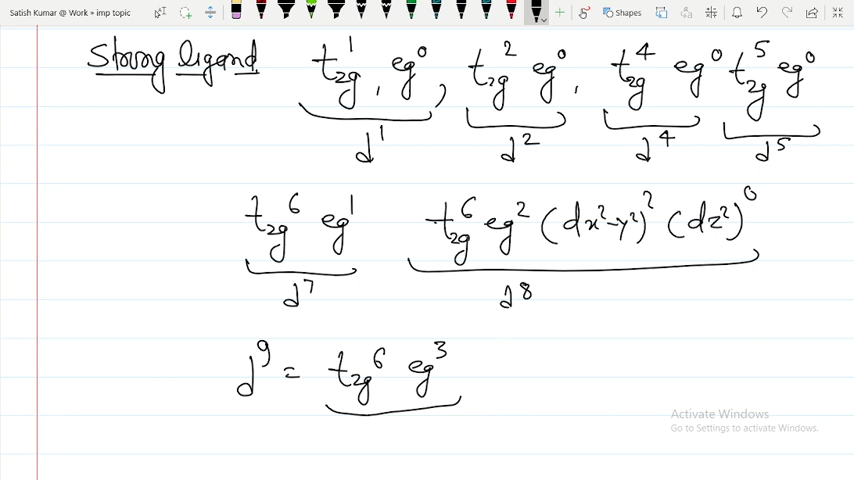 Satish Kumar @ Work » imp topic
Shapes
Strong ligand t₂g¹, eg⁰, t₂g² eg⁰, t₂g⁴ eg⁰ t₂g⁵ eg⁰
d¹ d² d⁴ d⁵
t₂g⁶ eg¹ t₂g⁶ eg² (dx²-y²)² (dz²)⁰
d⁷ d⁸
d⁹ = t₂g⁶ eg³
Activate Windows
Go to Settings to activate Windows.